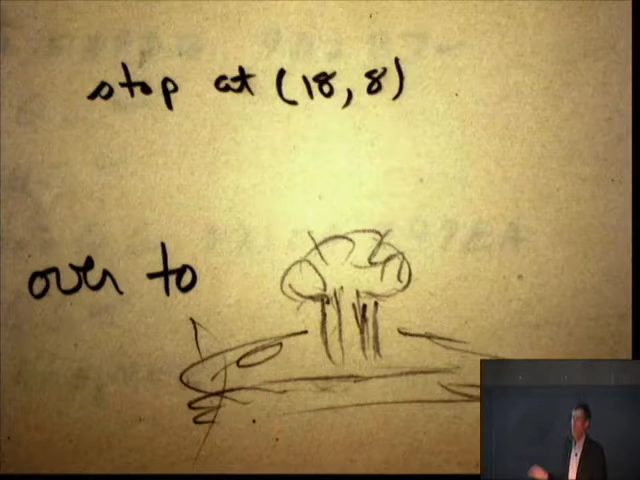 stop at (18, 8)
over to